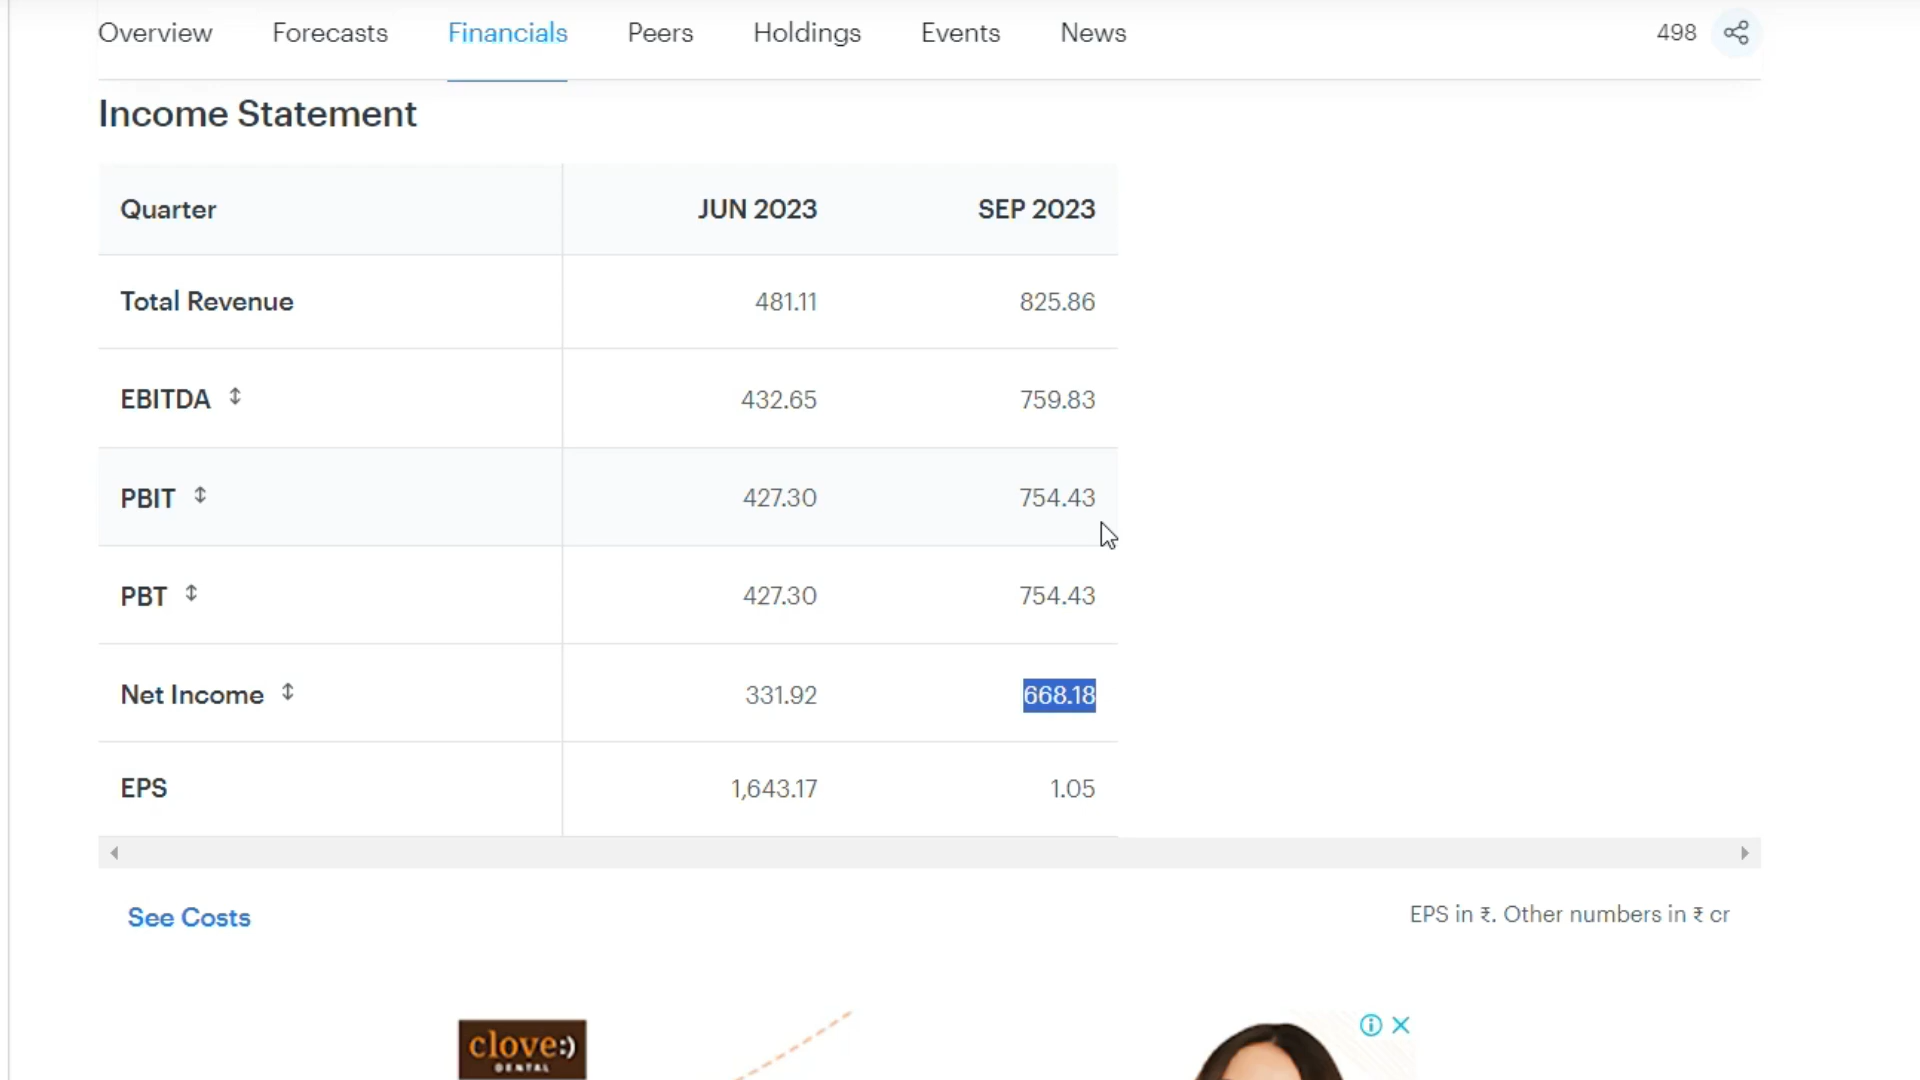 Overview Forecasts Financials Peers Holdings Events News 498
Income Statement
Quarter JUN 2023 SEP 2023
Total Revenue 481.11 825.86
EBITDA 432.65 759.83
PBIT 427.30 754.43
PBT 427.30 754.43
Net Income 331.92 668.18
EPS 1,643.17 1.05
See Costs
EPS in ₹. Other numbers in ₹ cr
clove:)
DENTAL